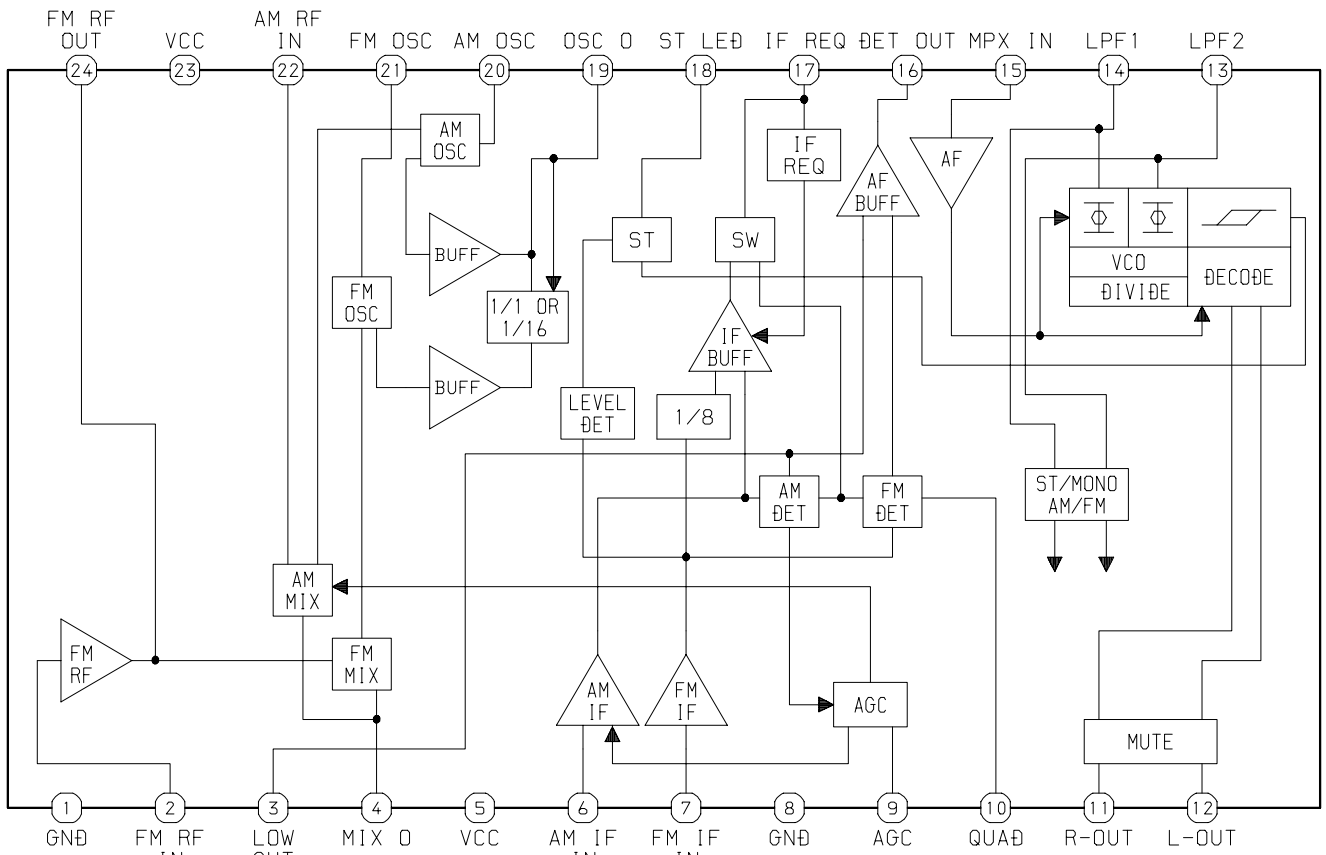 FM RF
OUT
VCC
AM RF
IN
FM OSC
AM OSC
OSC O
ST LED
IF REQ
DET OUT
MPX IN
LPF1
LPF2
24
23
22
21
20
19
18
17
16
15
14
13
AM
OSC
IF
REQ
AF
BUFF
AF
ST
SW
BUFF
VCO
DIVIDE
DECODE
FM
OSC
1/1 OR
1/16
IF
BUFF
BUFF
LEVEL
DET
1/8
AM
DET
FM
DET
ST/MONO
AM/FM
AM
MIX
FM
RF
FM
MIX
AM
IF
FM
IF
AGC
MUTE
1
2
3
4
5
6
7
8
9
10
11
12
GND
FM RF
IN
LOW
OUT
MIX O
VCC
AM IF
IN
FM IF
IN
GND
AGC
QUAD
R-OUT
L-OUT